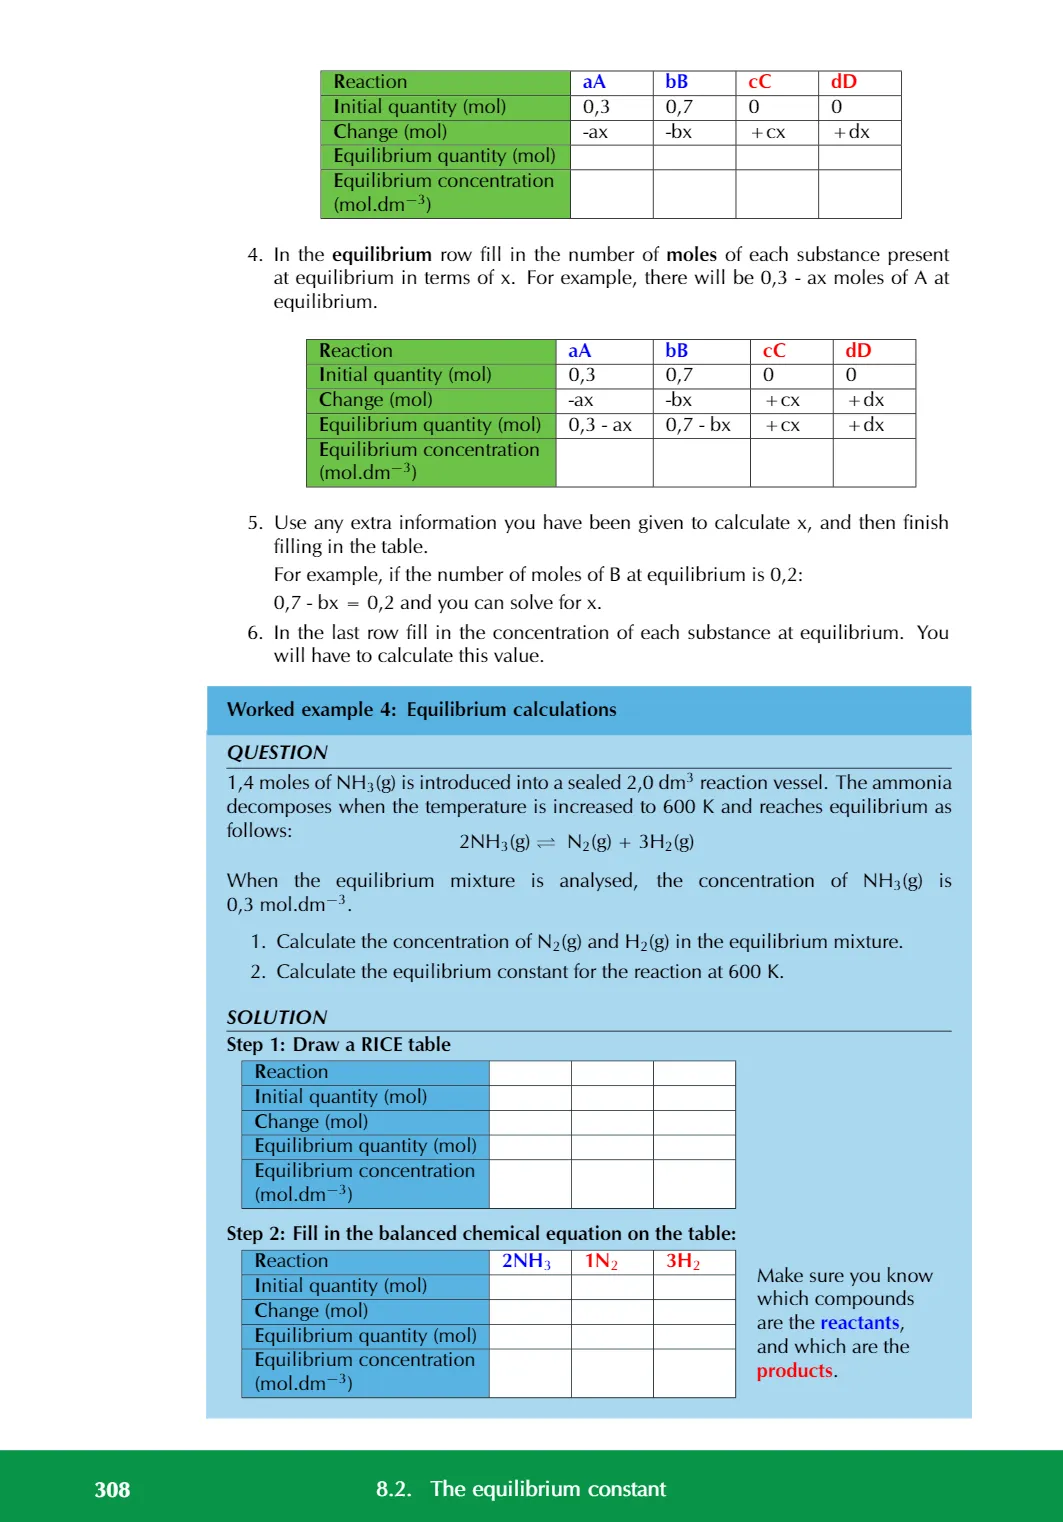 Reaction aA bB cC dD
Initial quantity (mol) 0,3 0,7 0 0
Change (mol) -ax -bx +cx +dx
Equilibrium quantity (mol)
Equilibrium concentration
(mol.dm⁻³)
4. In the equilibrium row fill in the number of moles of each substance present
at equilibrium in terms of x. For example, there will be 0,3 - ax moles of A at
equilibrium.
Reaction aA bB cC dD
Initial quantity (mol) 0,3 0,7 0 0
Change (mol) -ax -bx +cx +dx
Equilibrium quantity (mol) 0,3 - ax 0,7 - bx +cx +dx
Equilibrium concentration
(mol.dm⁻³)
5. Use any extra information you have been given to calculate x, and then finish
filling in the table.
For example, if the number of moles of B at equilibrium is 0,2:
0,7 - bx = 0,2 and you can solve for x.
6. In the last row fill in the concentration of each substance at equilibrium. You
will have to calculate this value.
Worked example 4: Equilibrium calculations
QUESTION
1,4 moles of NH₃(g) is introduced into a sealed 2,0 dm³ reaction vessel. The ammonia
decomposes when the temperature is increased to 600 K and reaches equilibrium as
follows:
2NH₃(g) ⇌ N₂(g) + 3H₂(g)
When the equilibrium mixture is analysed, the concentration of NH₃(g) is
0,3 mol.dm⁻³.
1. Calculate the concentration of N₂(g) and H₂(g) in the equilibrium mixture.
2. Calculate the equilibrium constant for the reaction at 600 K.
SOLUTION
Step 1: Draw a RICE table
Reaction
Initial quantity (mol)
Change (mol)
Equilibrium quantity (mol)
Equilibrium concentration
(mol.dm⁻³)
Step 2: Fill in the balanced chemical equation on the table:
Reaction 2NH₃ 1N₂ 3H₂
Initial quantity (mol)
Change (mol)
Equilibrium quantity (mol)
Equilibrium concentration
(mol.dm⁻³)
Make sure you know
which compounds
are the reactants,
and which are the
products.
308 8.2. The equilibrium constant